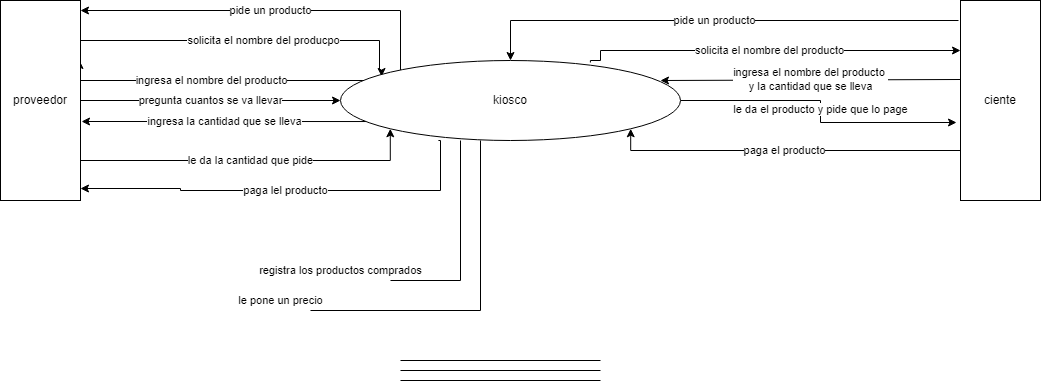 pide un producto
solicita el nombre del producpo
ingresa el nombre del producto
proveedor
pregunta cuantos se va llevar
ingresa la cantidad que se lleva
le da la cantidad que pide
paga lel producto
kiosco
registra los productos comprados
le pone un precio
pide un producto
solicita el nombre del producto
ingresa el nombre del producto
y la cantidad que se lleva
le da el producto y pide que lo page
paga el producto
ciente